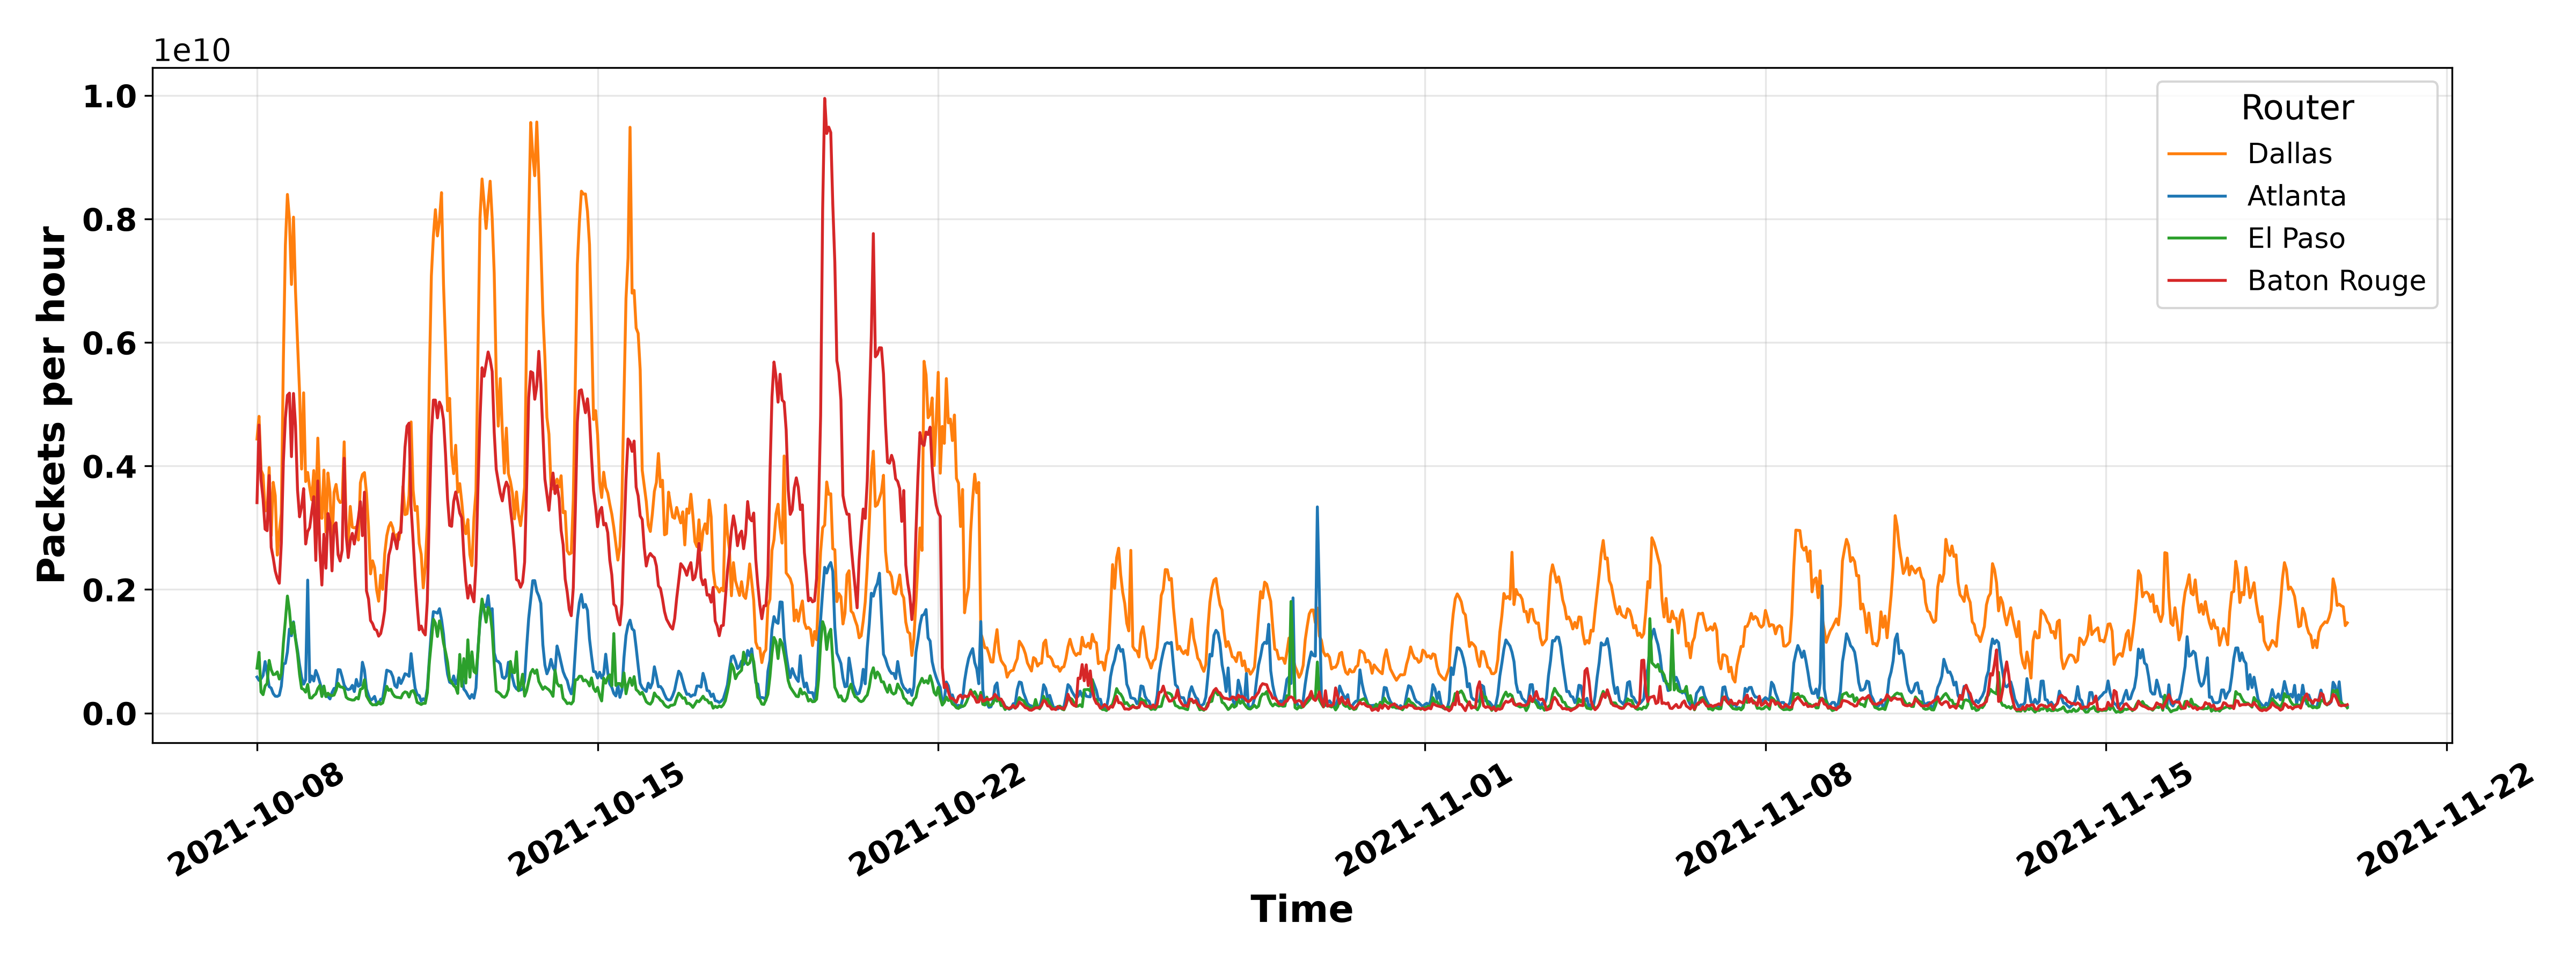 1e10
1.0
0.8
0.6
0.4
0.2
0.0
Packets per hour
Router
Dallas
Atlanta
El Paso
Baton Rouge
2021-10-08
2021-10-15
2021-10-22
2021-11-01
2021-11-08
2021-11-15
2021-11-22
Time